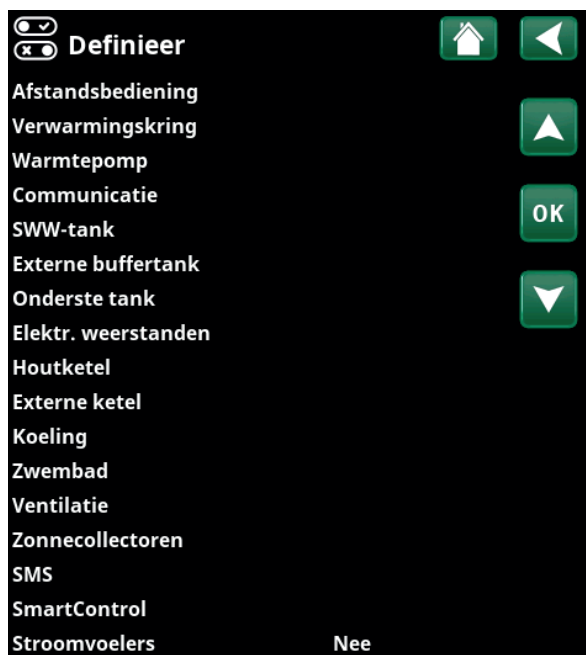 Definieer
Afstandsbediening
Verwarmingskring
Warmtepomp
Communicatie
SWW-tank
OK
Externe buffertank
Onderste tank
Elektr. weerstanden
Houtketel
Externe ketel
Koeling
Zwembad
Ventilatie
Zonnecollectoren
SMS
SmartControl
Stroomvoelers Nee